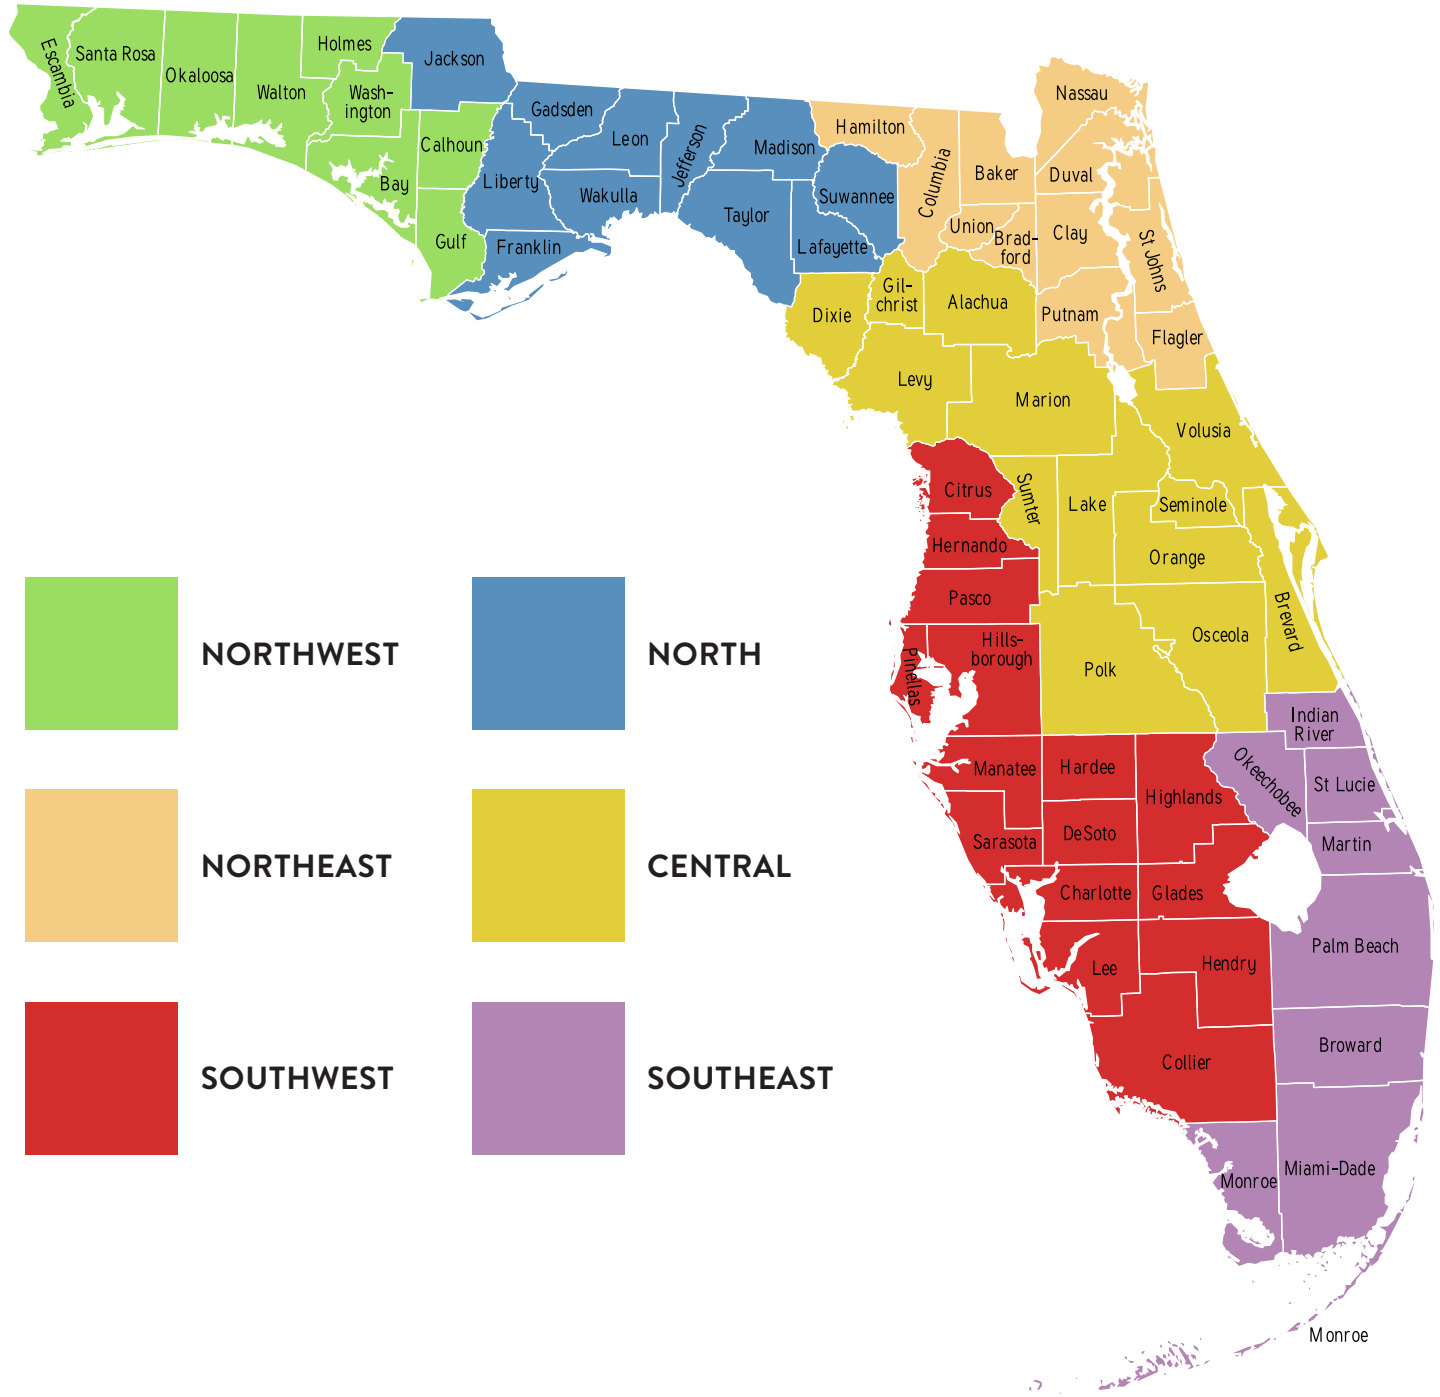 Escambia
Santa Rosa
Okaloosa
Walton
Holmes
Wash-
ington
Jackson
Calhoun
Bay
Gulf
Gadsden
Liberty
Franklin
Leon
Wakulla
Jefferson
Madison
Taylor
Suwannee
Lafayette
Hamilton
Columbia
Baker
Nassau
Duval
Union
Brad-
ford
Clay
St Johns
Putnam
Flagler
Dixie
Gil-
christ
Alachua
Levy
Marion
Volusia
Citrus
Sumter
Lake
Seminole
Orange
Hernando
Pasco
Brevard
Osceola
Polk
Pinellas
Hills-
borough
Indian
River
Manatee
Hardee
Highlands
Okeechobee
St Lucie
Sarasota
DeSoto
Martin
Charlotte
Glades
Palm Beach
Lee
Hendry
Broward
Collier
Miami-Dade
Monroe
Monroe
NORTHWEST
NORTH
NORTHEAST
CENTRAL
SOUTHWEST
SOUTHEAST